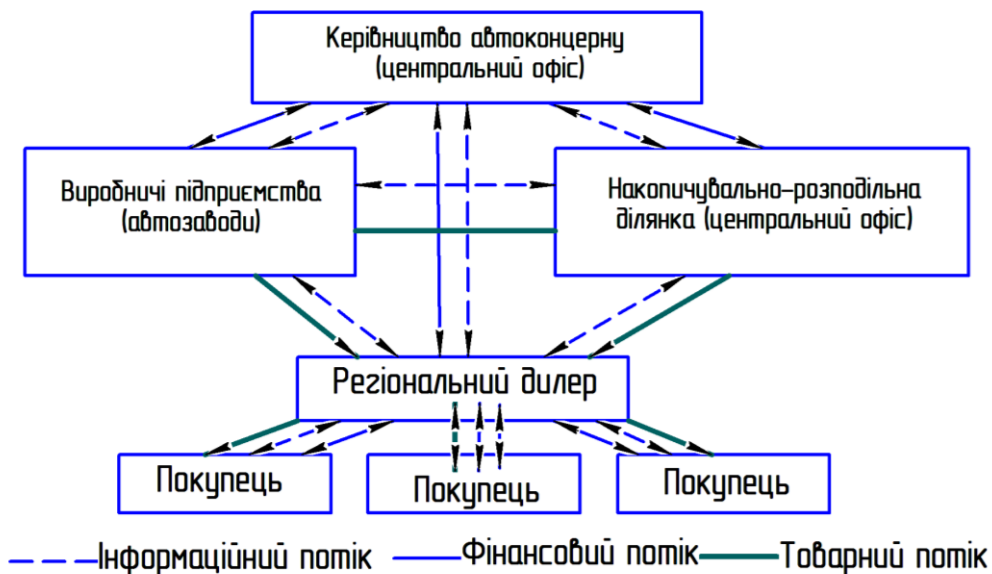 Керівництво автоконцерну
(центральний офіс)
Виробничі підприємства
(автозаводи)
Накопичувально-розподільна
ділянка (центральний офіс)
Регіональний дилер
Покупець
Покупець
Покупець
Інформаційний потік
Фінансовий потік
Товарний потік